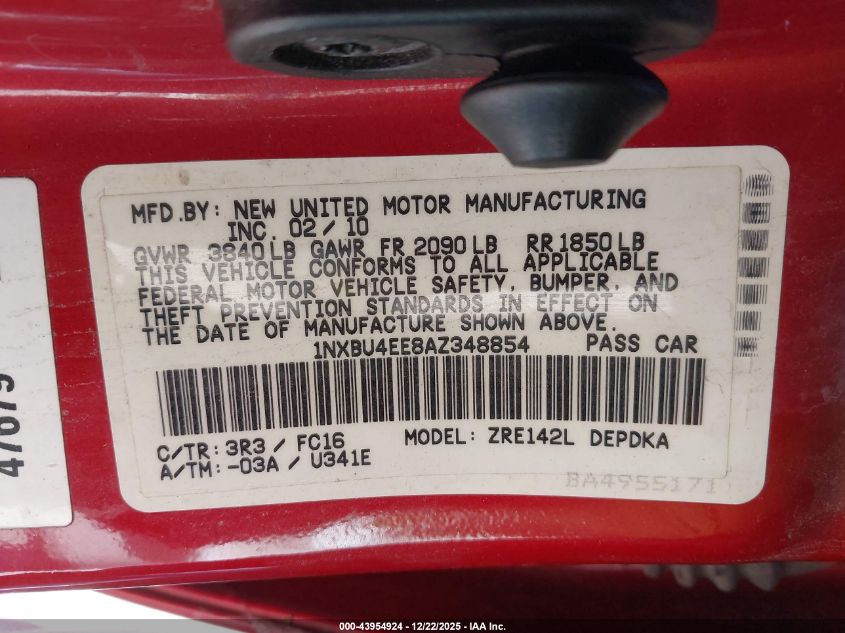 MFD.BY: NEW UNITED MOTOR MANUFACTURING
INC. 02/10
GVWR 3840LB GAWR FR 2090LB RR 1850LB
THIS VEHICLE CONFORMS TO ALL APPLICABLE
FEDERAL MOTOR VEHICLE SAFETY, BUMPER, AND
THEFT PREVENTION STANDARDS IN EFFECT ON
THE DATE OF MANUFACTURE SHOWN ABOVE.
1NXBU4EE8AZ348854 PASS CAR
C/TR: 3R3 / FC16 MODEL: ZRE142L DEPDKA
A/TM: -03A / U341E
BA4955171
47679
000-43954924 - 12/22/2025 - IAA Inc.